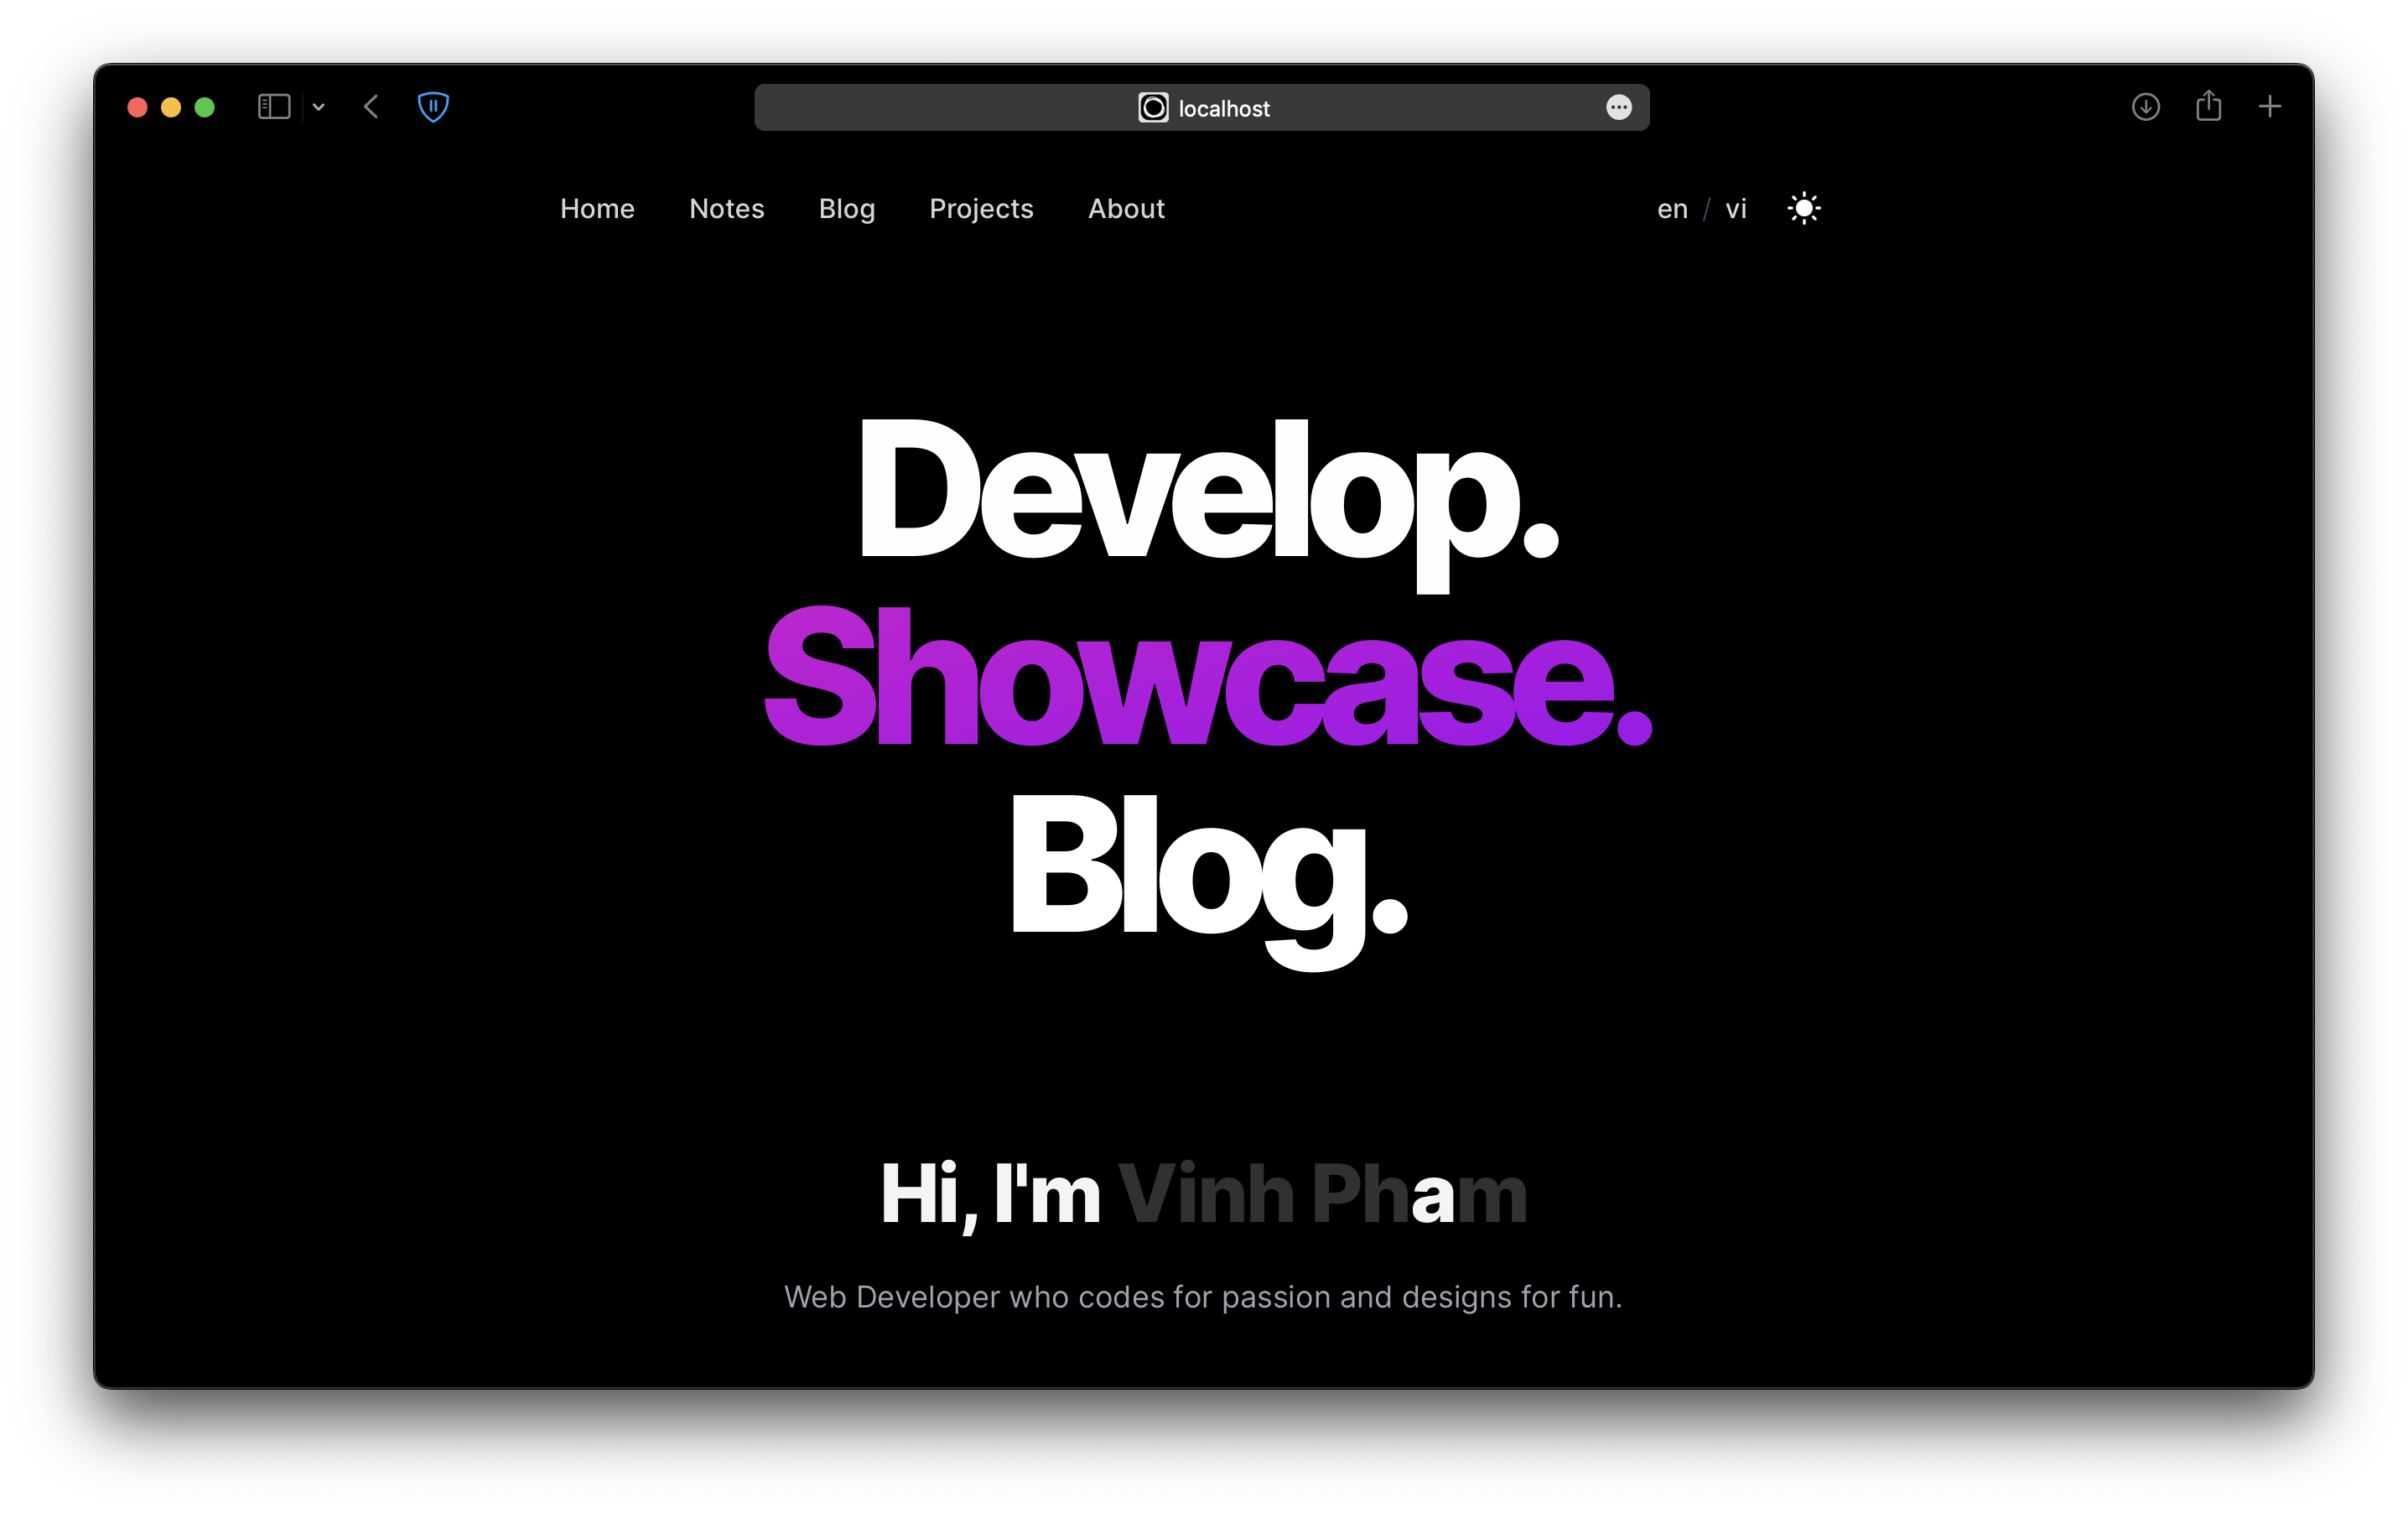 localhost
Home Notes Blog Projects About en / vi
Develop.
Showcase.
Blog.
Hi, I'm Vinh Pham
Web Developer who codes for passion and designs for fun.